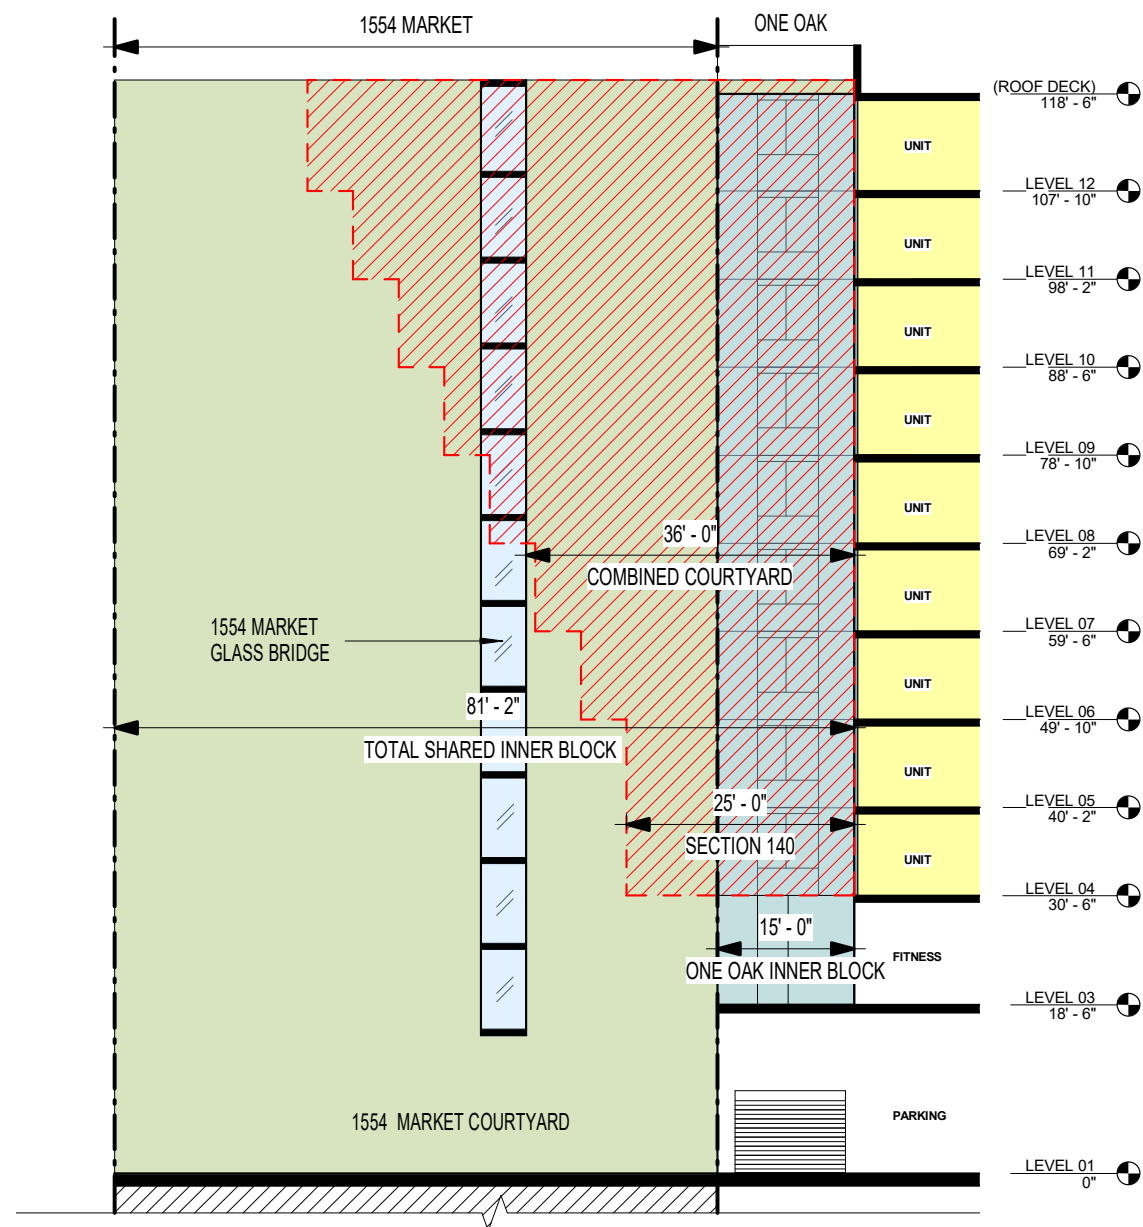 1554 MARKET
ONE OAK
(ROOF DECK)
118' - 6"
UNIT
LEVEL 12
107' - 10"
UNIT
LEVEL 11
98' - 2"
UNIT
LEVEL 10
88' - 6"
UNIT
LEVEL 09
78' - 10"
UNIT
36' - 0"
LEVEL 08
69' - 2"
COMBINED COURTYARD
UNIT
1554 MARKET
GLASS BRIDGE
LEVEL 07
59' - 6"
UNIT
81' - 2"
LEVEL 06
49' - 10"
TOTAL SHARED INNER BLOCK
UNIT
25' - 0"
LEVEL 05
40' - 2"
SECTION 140
UNIT
LEVEL 04
30' - 6"
15' - 0"
FITNESS
ONE OAK INNER BLOCK
LEVEL 03
18' - 6"
1554 MARKET COURTYARD
PARKING
LEVEL 01
0"